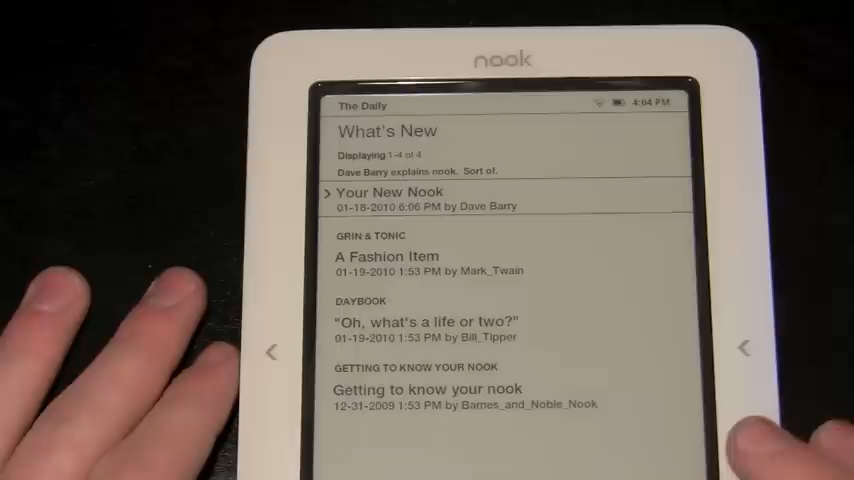 nook
The Daily 4:04 PM
What's New
Displaying 1-4 of 4
Dave Barry explains nook. Sort of.
Your New Nook
01-18-2010 6:06 PM by Dave Barry
GRIN & TONIC
A Fashion Item
01-19-2010 1:53 PM by Mark_Twain
DAYBOOK
"Oh, what's a life or two?"
01-19-2010 1:53 PM by Bill_Tipper
GETTING TO KNOW YOUR NOOK
Getting to know your nook
12-31-2009 1:53 PM by Barnes_and_Noble_Nook